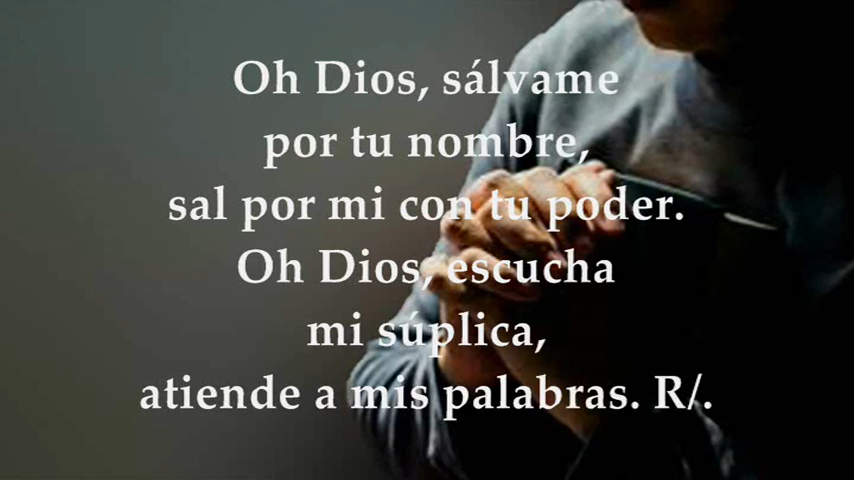 Oh Dios, sálvame
por tu nombre,
sal por mi con tu poder.
Oh Dios, escucha
mi súplica,
atiende a mis palabras. R/.